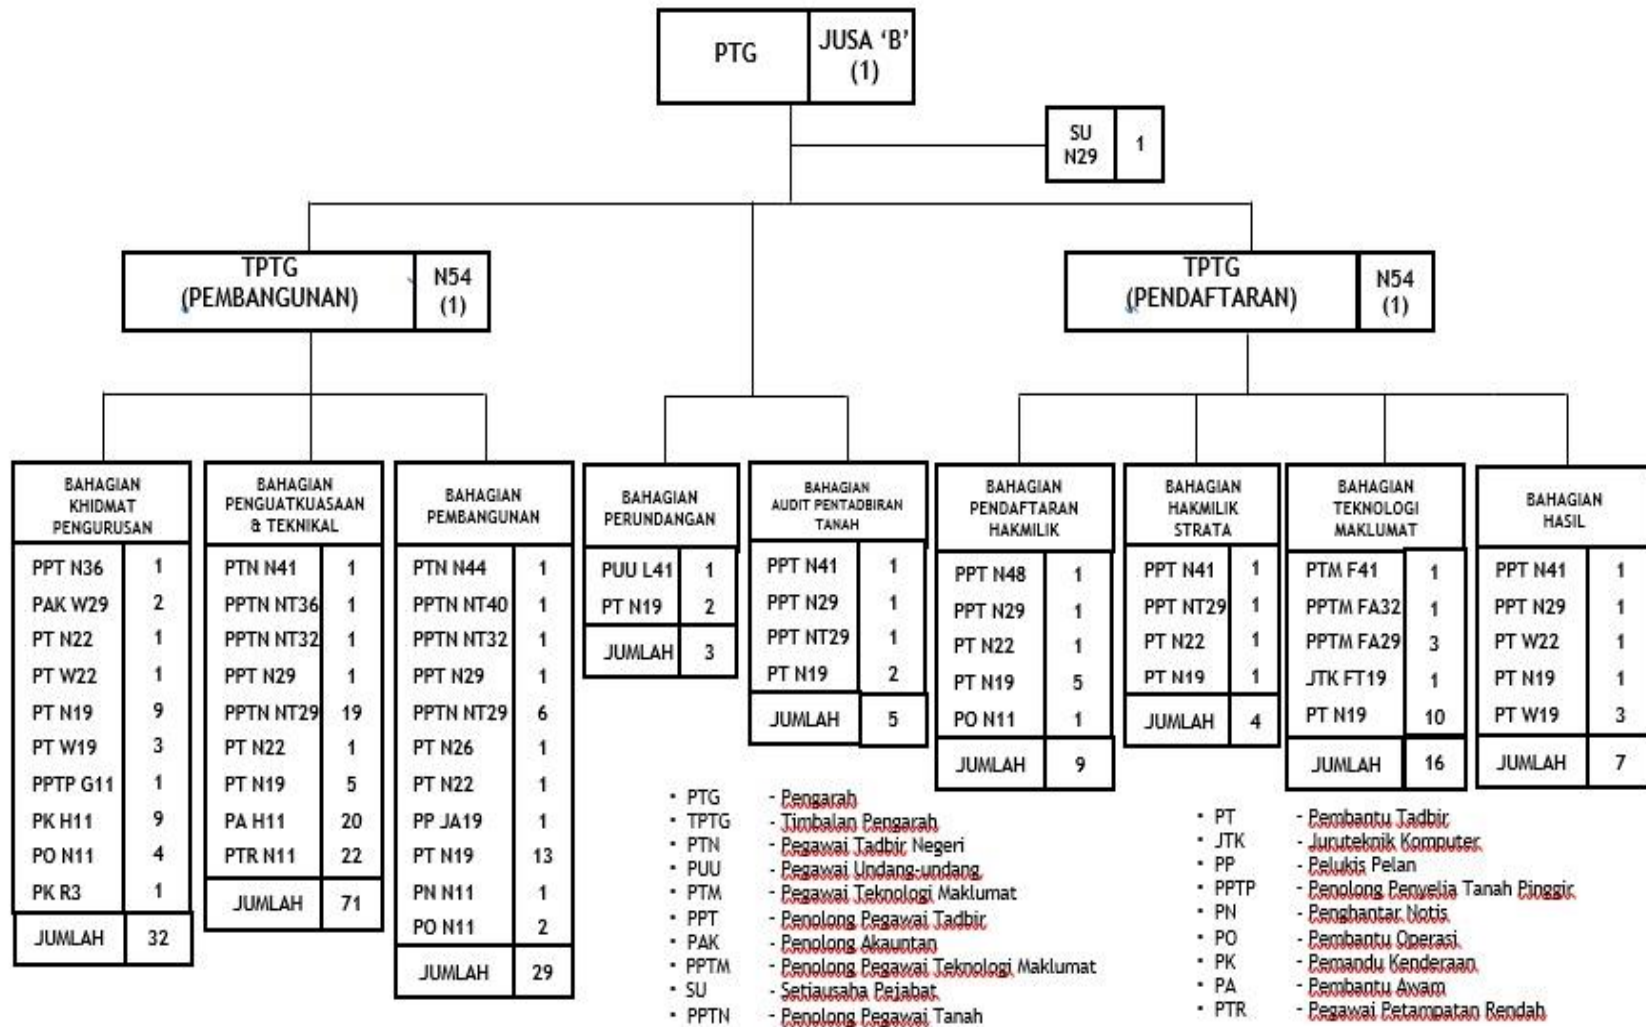 PTG
JUSA ‘B’
(1)
SU
N29
1
TPTG
(PEMBANGUNAN)
N54
(1)
TPTG
(PENDAFTARAN)
N54
(1)
BAHAGIAN
KHIDMAT
PENGURUSAN
PPT N36 1
PAK W29 2
PT N22 1
PT W22 1
PT N19 9
PT W19 3
PPTP G11 1
PK H11 9
PO N11 4
PK R3 1
JUMLAH 32
BAHAGIAN
PENGUATKUASAAN
& TEKNIKAL
PTN N41 1
PPTN NT36 1
PPTN NT32 1
PPT N29 1
PPTN NT29 19
PT N22 1
PT N19 5
PA H11 20
PTR N11 22
JUMLAH 71
BAHAGIAN
PEMBANGUNAN
PTN N44 1
PPTN NT40 1
PPTN NT32 1
PPT N29 1
PPTN NT29 6
PT N26 1
PT N22 1
PP JA19 1
PT N19 13
PN N11 1
PO N11 2
JUMLAH 29
BAHAGIAN
PERUNDANGAN
PUU L41 1
PT N19 2
JUMLAH 3
BAHAGIAN
AUDIT PENTADBIRAN
TANAH
PPT N41 1
PPT N29 1
PPT NT29 1
PT N19 2
JUMLAH 5
BAHAGIAN
PENDAFTARAN
HAKMILIK
PPT N48 1
PPT N29 1
PT N22 1
PT N19 5
PO N11 1
JUMLAH 9
BAHAGIAN
HAKMILIK
STRATA
PPT N41 1
PPT NT29 1
PT N22 1
PT N19 1
JUMLAH 4
BAHAGIAN
TEKNOLOGI
MAKLUMAT
PTM F41 1
PPTM FA32 1
PPTM FA29 3
JTK FT19 1
PT N19 10
JUMLAH 16
BAHAGIAN
HASIL
PPT N41 1
PPT N29 1
PT W22 1
PT N19 1
PT W19 3
JUMLAH 7
▪ PTG - Pengarah
▪ TPTG - Timbalan Pengarah
▪ PTN - Pegawai Tadbir Negeri
▪ PUU - Pegawai Undang-undang
▪ PTM - Pegawai Teknologi Maklumat
▪ PPT - Penolong Pegawai Tadbir
▪ PAK - Penolong Akauntan
▪ PPTM - Penolong Pegawai Teknologi Maklumat
▪ SU - Setiausaha Pejabat
▪ PPTN - Penolong Pegawai Tanah
▪ PT - Pembantu Tadbir
▪ JTK - Juruteknik Komputer
▪ PP - Pelukis Pelan
▪ PPTP - Penolong Penyelia Tanah Pinggir
▪ PN - Penghantar Notis
▪ PO - Pembantu Operasi
▪ PK - Pemandu Kenderaan
▪ PA - Pembantu Awam
▪ PTR - Pegawai Petempatan Rendah